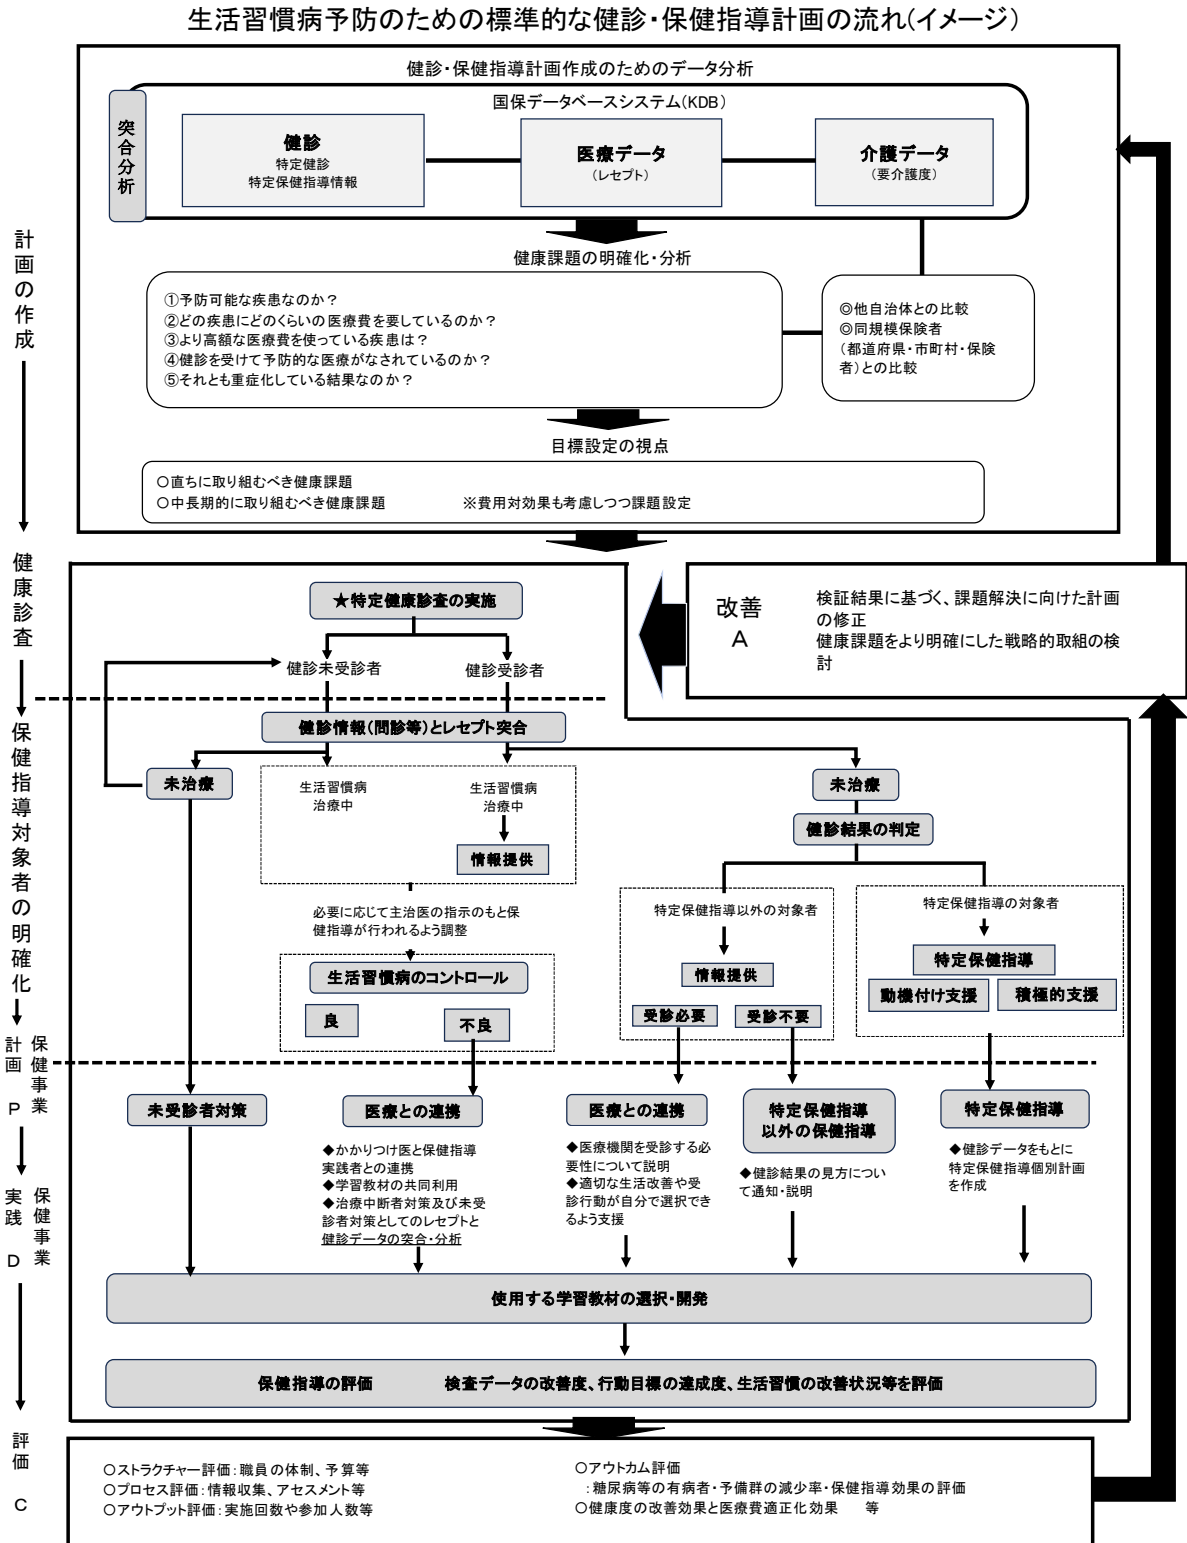 生活習慣病予防のための標準的な健診・保健指導計画の流れ(イメージ)
健診・保健指導計画作成のためのデータ分析
国保データベースシステム(KDB)
突合分析
健診
特定健診
特定保健指導情報
医療データ
(レセプト)
介護データ
(要介護度)
計画の作成
健康課題の明確化・分析
①予防可能な疾患なのか?
②どの疾患にどのくらいの医療費を要しているのか?
③より高額な医療費を使っている疾患は?
④健診を受けて予防的な医療がなされているのか?
⑤それとも重症化している結果なのか?
◎他自治体との比較
◎同規模保険者
(都道府県・市町村・保険
者)との比較
目標設定の視点
○直ちに取り組むべき健康課題
○中長期的に取り組むべき健康課題 ※費用対効果も考慮しつつ課題設定
健康診査
★特定健康診査の実施
改善
A
検証結果に基づく、課題解決に向けた計画
の修正
健康課題をより明確にした戦略的取組の検
討
健診未受診者
健診受診者
保健指導対象者の明確化
健診情報(問診等)とレセプト突合
未治療
生活習慣病
治療中
生活習慣病
治療中
情報提供
未治療
健診結果の判定
必要に応じて主治医の指示のもと保
健指導が行われるよう調整
特定保健指導以外の対象者
特定保健指導の対象者
生活習慣病のコントロール
良
不良
情報提供
受診必要
受診不要
特定保健指導
動機付け支援
積極的支援
保健事業
計画 P
未受診者対策
医療との連携
医療との連携
特定保健指導
以外の保健指導
特定保健指導
◆かかりつけ医と保健指導
実践者との連携
◆学習教材の共同利用
◆治療中断者対策及び未受
診者対策としてのレセプトと
健診データの突合・分析
◆医療機関を受診する必
要性について説明
◆適切な生活改善や受
診行動が自分で選択でき
るよう支援
◆健診結果の見方につい
て通知・説明
◆健診データをもとに
特定保健指導個別計画
を作成
保健事業
実践 D
使用する学習教材の選択・開発
保健指導の評価 検査データの改善度、行動目標の達成度、生活習慣の改善状況等を評価
評価 C
○ストラクチャー評価:職員の体制、予算等
○プロセス評価:情報収集、アセスメント等
○アウトプット評価:実施回数や参加人数等
○アウトカム評価
:糖尿病等の有病者・予備群の減少率・保健指導効果の評価
○健康度の改善効果と医療費適正化効果 等